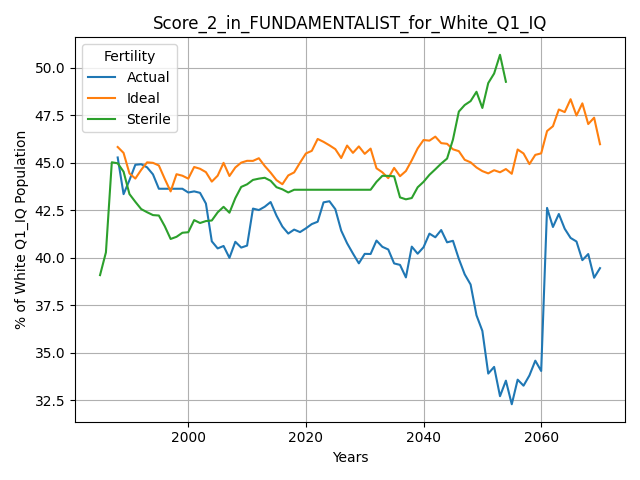 Score_2_in_FUNDAMENTALIST_for_White_Q1_IQ
Fertility
Actual
Ideal
Sterile
50.0
47.5
45.0
42.5
40.0
37.5
35.0
32.5
% of White Q1_IQ Population
2000
2020
2040
2060
Years